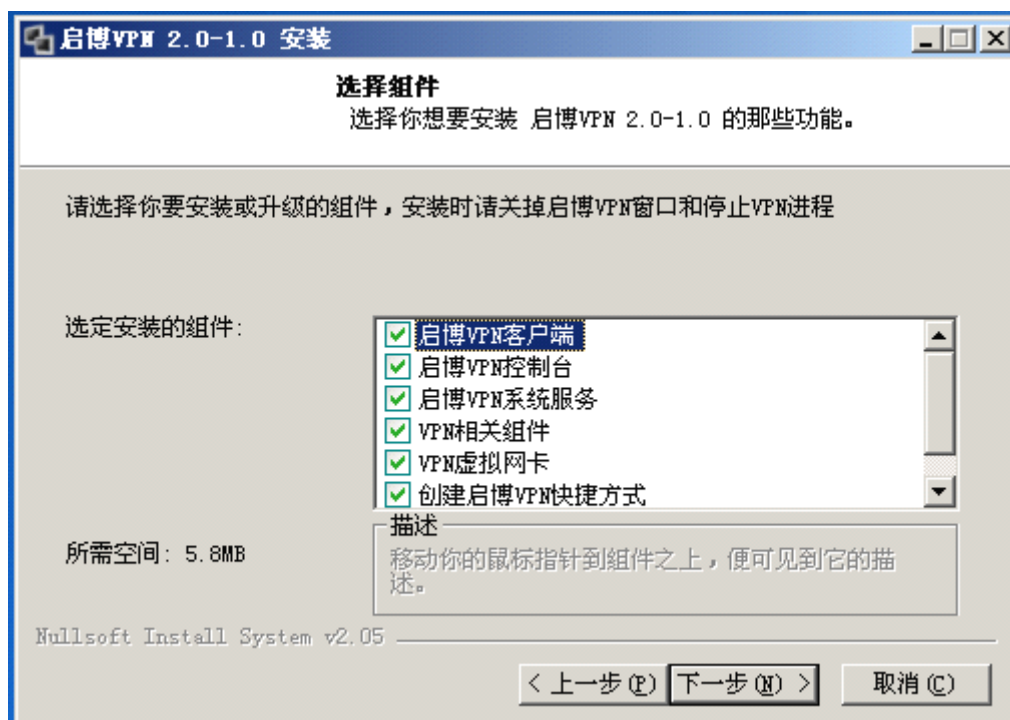 启博VPN 2.0-1.0 安装
选择组件
选择你想要安装 启博VPN 2.0-1.0 的那些功能。
请选择你要安装或升级的组件，安装时请关掉启博VPN窗口和停止VPN进程
选定安装的组件:
启博VPN客户端
启博VPN控制台
启博VPN系统服务
VPN相关组件
VPN虚拟网卡
创建启博VPN快捷方式
所需空间: 5.8MB
描述
移动你的鼠标指针到组件之上，便可见到它的描
述。
Nullsoft Install System v2.05
< 上一步(P)
下一步(N) >
取消(C)